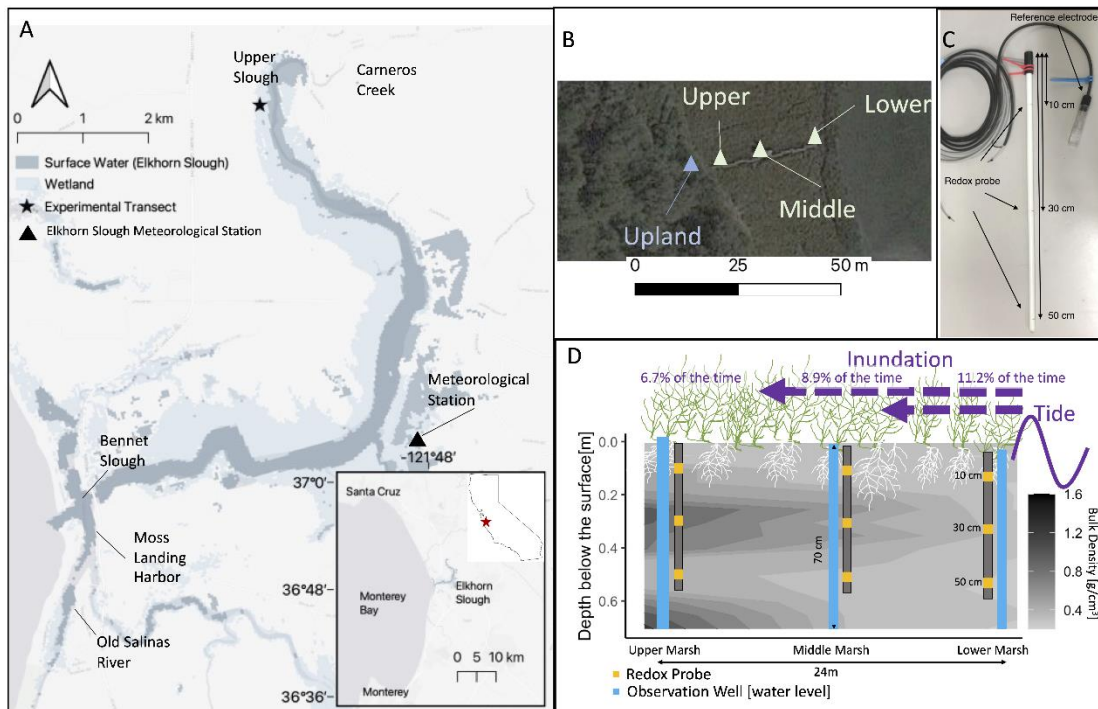 A
Upper
Slough
Carneros
Creek
0 1 2 km
Surface Water (Elkhorn Slough)
Wetland
Experimental Transect
Elkhorn Slough Meteorological Station
Meteorological
Station
-121°48'
Bennet
Slough
37°0'
Moss
Landing
Harbor
36°48'
Old Salinas
River
36°36'
Santa Cruz
Monterey
Bay
Elkhorn
Slough
0 5 10 km
Monterey
B
Upper
Lower
Middle
Upland
0 25 50 m
C
Reference electrode
10 cm
Redox probe
30 cm
50 cm
D
Inundation
6.7% of the time 8.9% of the time 11.2% of the time
Tide
Depth below the surface[m]
0.0
0.2
0.4
0.6
70 cm
10 cm
30 cm
50 cm
1.6
1.2
0.8
0.4
Bulk Density [g/cm³]
Upper Marsh Middle Marsh Lower Marsh
24m
Redox Probe
Observation Well [water level]